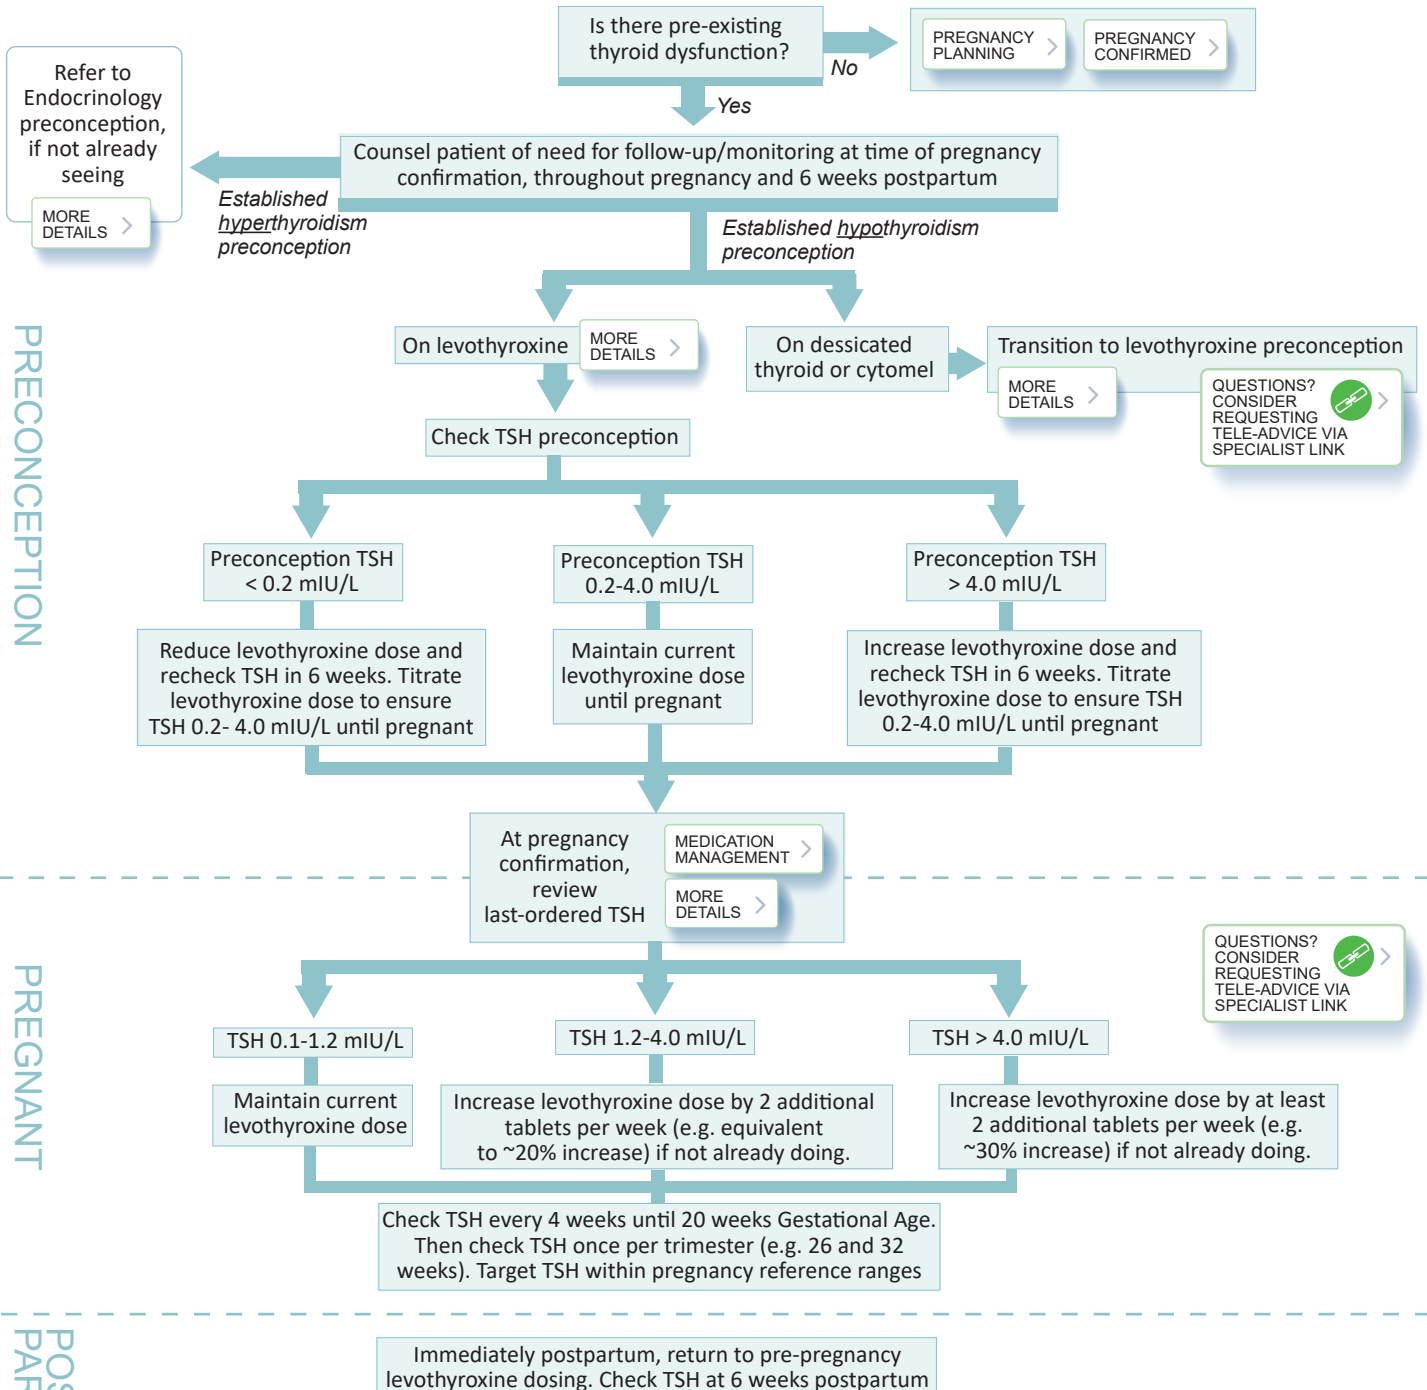 Is there pre-existing
thyroid dysfunction?
No
PREGNANCY
PLANNING
PREGNANCY
CONFIRMED
Yes
Refer to
Endocrinology
preconception,
if not already
seeing
MORE
DETAILS
Counsel patient of need for follow-up/monitoring at time of pregnancy
confirmation, throughout pregnancy and 6 weeks postpartum
Established
hyperthyroidism
preconception
Established hypothyroidism
preconception
PRECONCEPTION
On levothyroxine
MORE
DETAILS
On dessicated
thyroid or cytomel
Transition to levothyroxine preconception
MORE
DETAILS
QUESTIONS?
CONSIDER
REQUESTING
TELE-ADVICE VIA
SPECIALIST LINK
Check TSH preconception
Preconception TSH
< 0.2 mIU/L
Preconception TSH
0.2-4.0 mIU/L
Preconception TSH
> 4.0 mIU/L
Reduce levothyroxine dose and
recheck TSH in 6 weeks. Titrate
levothyroxine dose to ensure
TSH 0.2- 4.0 mIU/L until pregnant
Maintain current
levothyroxine dose
until pregnant
Increase levothyroxine dose and
recheck TSH in 6 weeks. Titrate
levothyroxine dose to ensure TSH
0.2-4.0 mIU/L until pregnant
At pregnancy
confirmation,
review
last-ordered TSH
MEDICATION
MANAGEMENT
MORE
DETAILS
PREGNANT
QUESTIONS?
CONSIDER
REQUESTING
TELE-ADVICE VIA
SPECIALIST LINK
TSH 0.1-1.2 mIU/L
TSH 1.2-4.0 mIU/L
TSH > 4.0 mIU/L
Maintain current
levothyroxine dose
Increase levothyroxine dose by 2 additional
tablets per week (e.g. equivalent
to ~20% increase) if not already doing.
Increase levothyroxine dose by at least
2 additional tablets per week (e.g.
~30% increase) if not already doing.
Check TSH every 4 weeks until 20 weeks Gestational Age.
Then check TSH once per trimester (e.g. 26 and 32
weeks). Target TSH within pregnancy reference ranges
Immediately postpartum, return to pre-pregnancy
levothyroxine dosing. Check TSH at 6 weeks postpartum